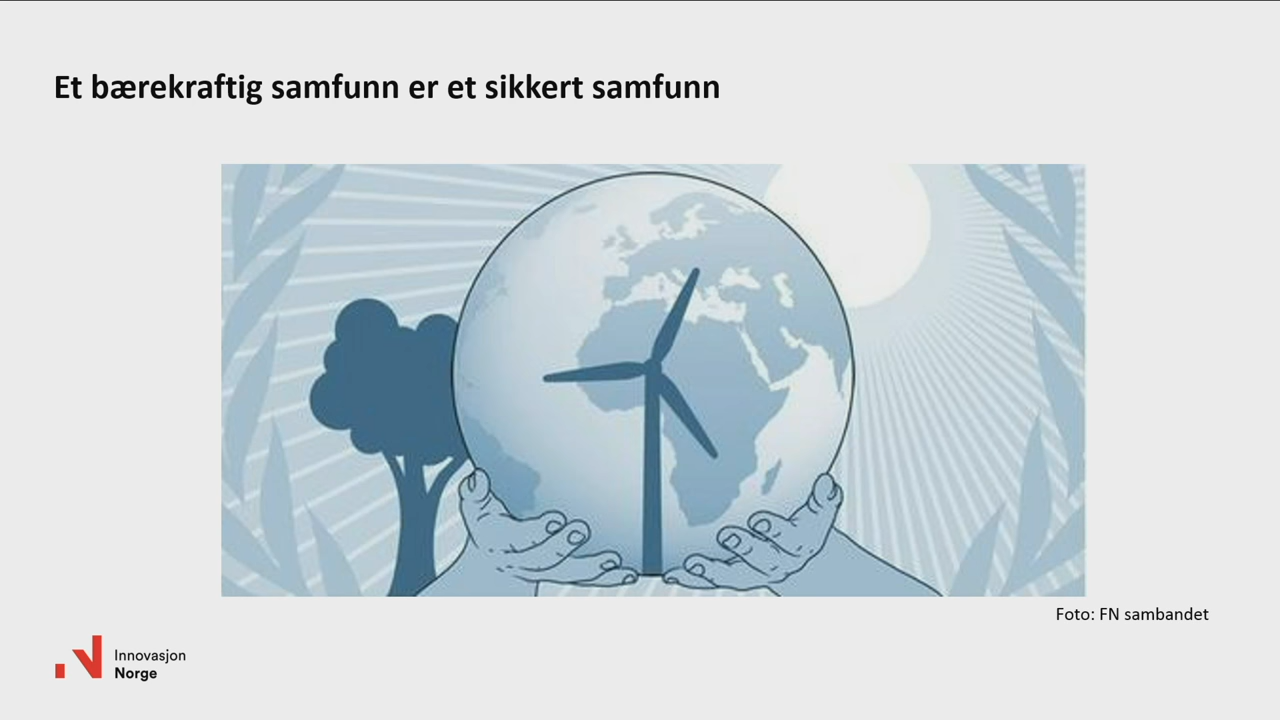 Et bærekraftig samfunn er et sikkert samfunn
Foto: FN sambandet
Innovasjon
Norge